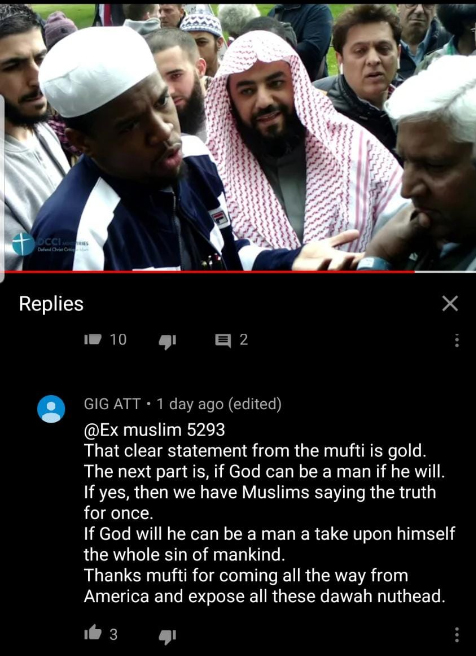 FILA
DCCI MINISTRIES
Replies
10
2
GIG ATT • 1 day ago (edited)
@Ex muslim 5293
That clear statement from the mufti is gold.
The next part is, if God can be a man if he will.
If yes, then we have Muslims saying the truth
for once.
If God will he can be a man a take upon himself
the whole sin of mankind.
Thanks mufti for coming all the way from
America and expose all these dawah nuthead.
3